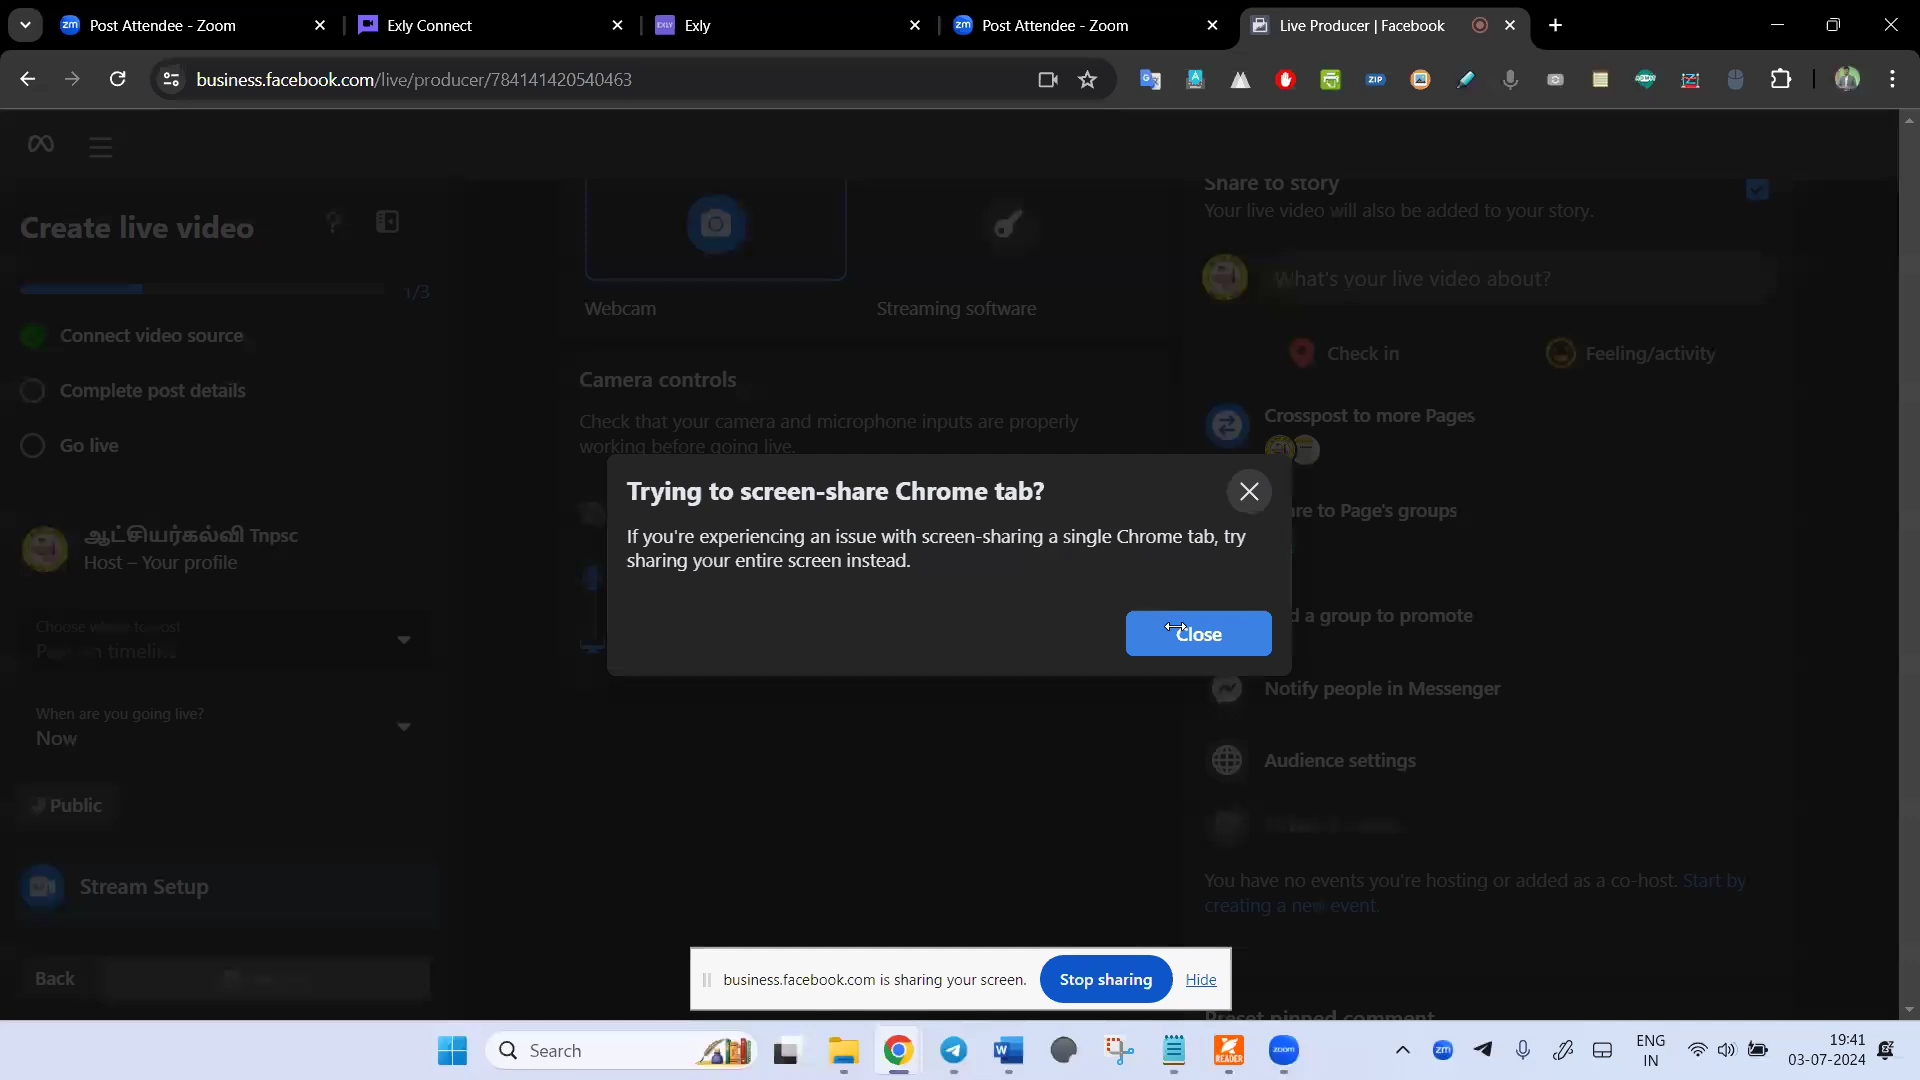 Post Attendee - Zoom
Exly Connect
Exly
Post Attendee - Zoom
Live Producer | Facebook
business.facebook.com/live/producer/784141420540463
Create live video
1/3
Connect video source
Complete post details
Go live
ஆட்சியர்கல்வி Tnpsc
Host – Your profile
Choose where to post
When are you going live?
Now
Public
Stream Setup
Back
Webcam
Streaming software
Camera controls
Check that your camera and microphone inputs are properly
working before going live.
Trying to screen-share Chrome tab?
If you're experiencing an issue with screen-sharing a single Chrome tab, try
sharing your entire screen instead.
Close
Share to story
Your live video will also be added to your story.
What's your live video about?
Check in
Feeling/activity
Crosspost to more Pages
re to Page's groups
d a group to promote
Notify people in Messenger
Audience settings
You have no events you're hosting or added as a co-host. Start by
creating a new event.
Preset pinned comment
business.facebook.com is sharing your screen.
Stop sharing
Hide
Search
ENG
IN
19:41
03-07-2024